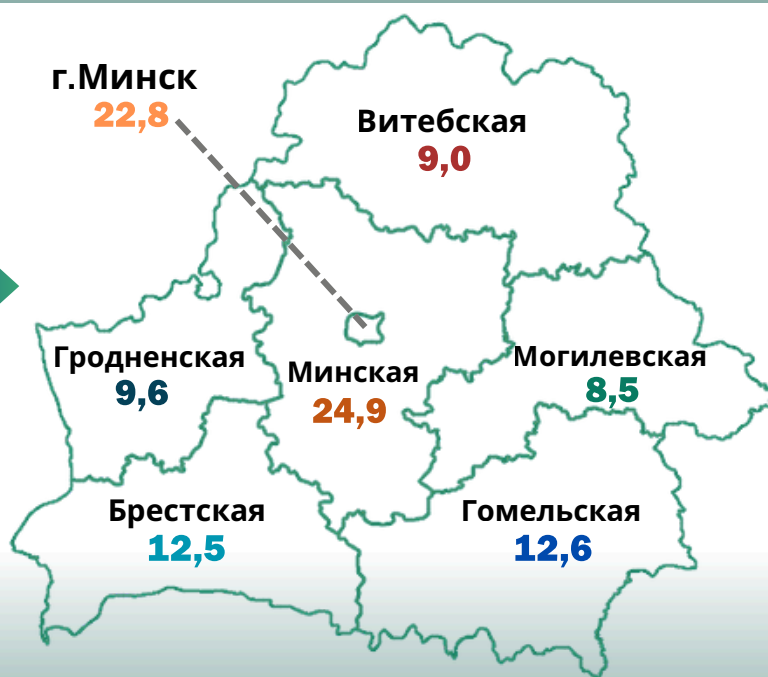 г.Минск
22,8
Витебская
9,0
Гродненская
9,6
Минская
24,9
Могилевская
8,5
Брестская
12,5
Гомельская
12,6